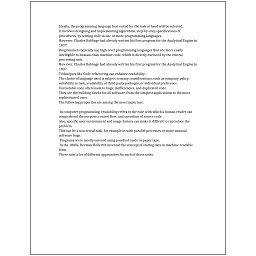 Ideally, the programming language best suited for the task at hand will be selected.
It involves designing and implementing algorithms, step-by-step specifications of
procedures, by writing code in one or more programming languages.
However, Charles Babbage had already written his first program for the Analytical Engine in
1837.
Programmers typically use high-level programming languages that are more easily
intelligible to humans than machine code, which is directly executed by the central
processing unit.
However, Charles Babbage had already written his first program for the Analytical Engine in
1837.
Techniques like Code refactoring can enhance readability.
The choice of language used is subject to many considerations, such as company policy,
suitability to task, availability of third-party packages, or individual preference.
Unreadable code often leads to bugs, inefficiencies, and duplicated code.
They are the building blocks for all software, from the simplest applications to the most
sophisticated ones.
The following properties are among the most important:
In computer programming, readability refers to the ease with which a human reader can
comprehend the purpose, control flow, and operation of source code.
Also, specific user environment and usage history can make it difficult to reproduce the
problem.
This can be a non-trivial task, for example as with parallel processes or some unusual
software bugs.
Programs were mostly entered using punched cards or paper tape.
In the 1880s, Herman Hollerith invented the concept of storing data in machine-readable
form.
There exist a lot of different approaches for each of those tasks.